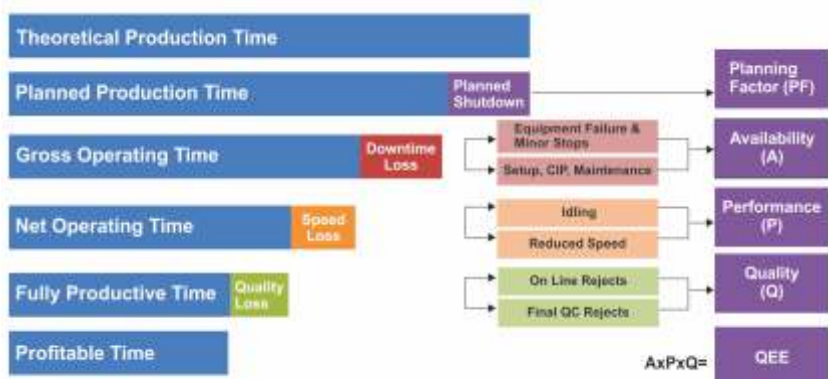 Theoretical Production Time
Planned Production Time
Planned
Shutdown
Planning
Factor (PF)
Gross Operating Time
Downtime
Loss
Equipment Failure &
Minor Stops
Setup, CIP, Maintenance
Availability
(A)
Net Operating Time
Speed
Loss
Idling
Reduced Speed
Performance
(P)
Fully Productive Time
Quality
Loss
On Line Rejects
Final QC Rejects
Quality
(Q)
Profitable Time
AxPxQ=
QEE